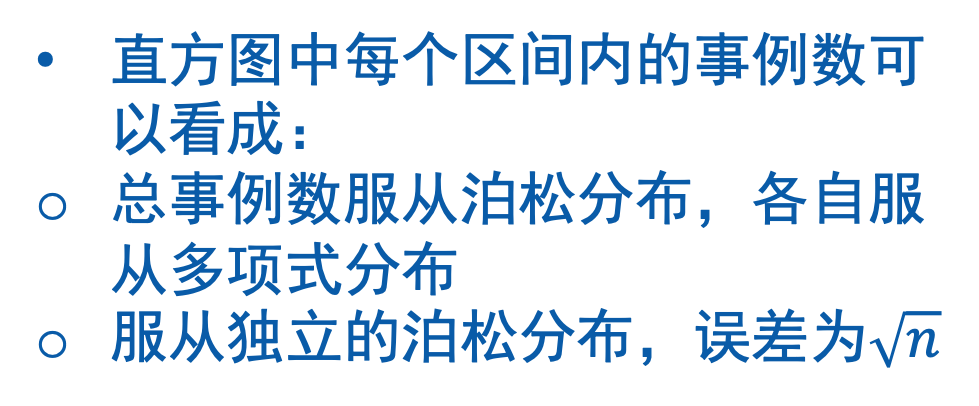 • 直方图中每个区间内的事例数可
以看成：
○ 总事例数服从泊松分布，各自服
从多项式分布
○ 服从独立的泊松分布，误差为√n